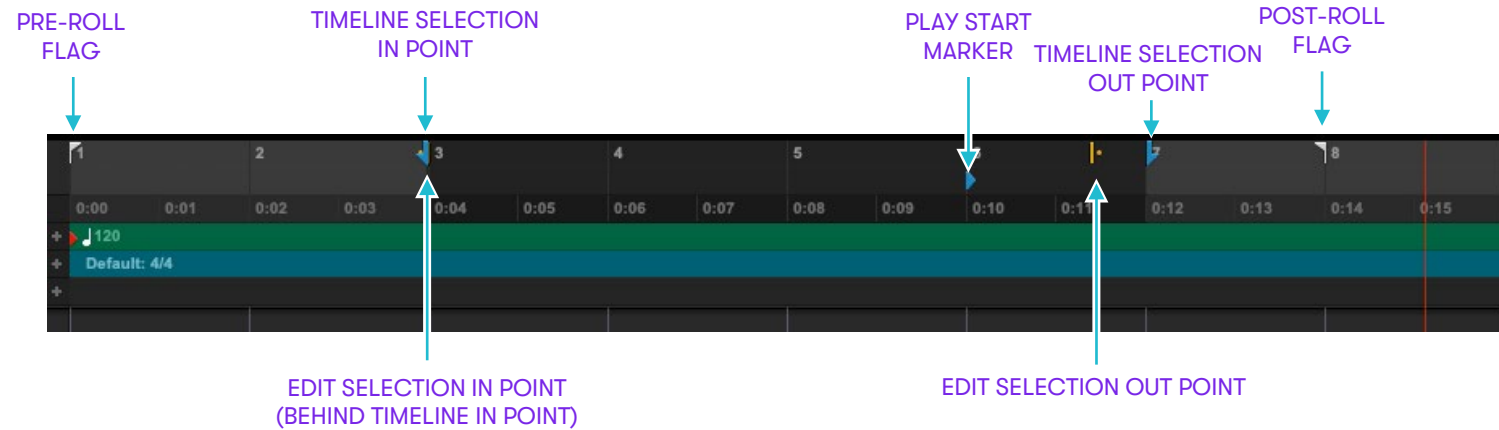 PRE-ROLL
FLAG
TIMELINE SELECTION
IN POINT
PLAY START
MARKER
TIMELINE SELECTION
OUT POINT
POST-ROLL
FLAG
1 2 3 4 5 7 8
0:00 0:01 0:02 0:03 0:04 0:05 0:06 0:07 0:08 0:09 0:10 0:11 0:12 0:13 0:14 0:15
+ 120
+ Default: 4/4
+
EDIT SELECTION IN POINT
(BEHIND TIMELINE IN POINT)
EDIT SELECTION OUT POINT